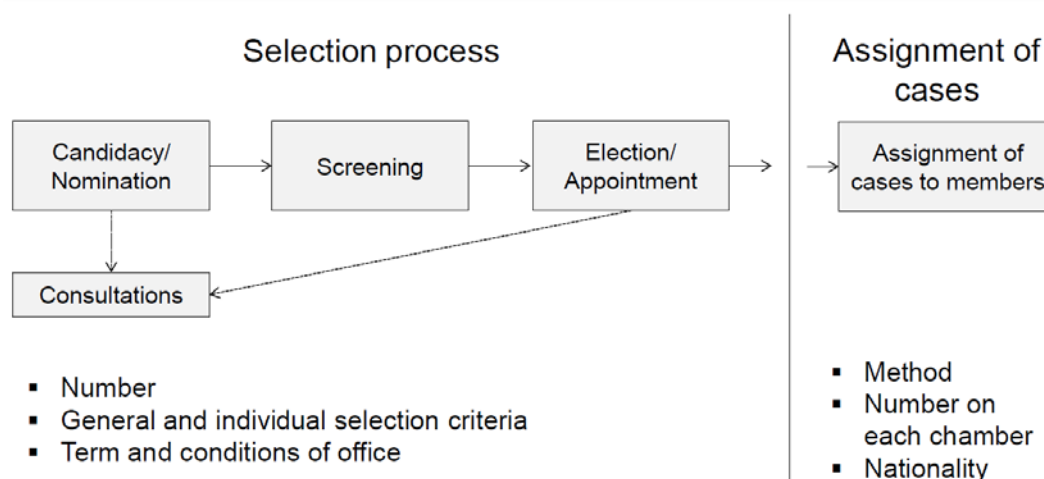 Selection process
Assignment of
cases
Candidacy/
Nomination
Screening
Election/
Appointment
Assignment of
cases to members
Consultations
▪ Number
▪ General and individual selection criteria
▪ Term and conditions of office
▪ Method
▪ Number on
each chamber
▪ Nationality